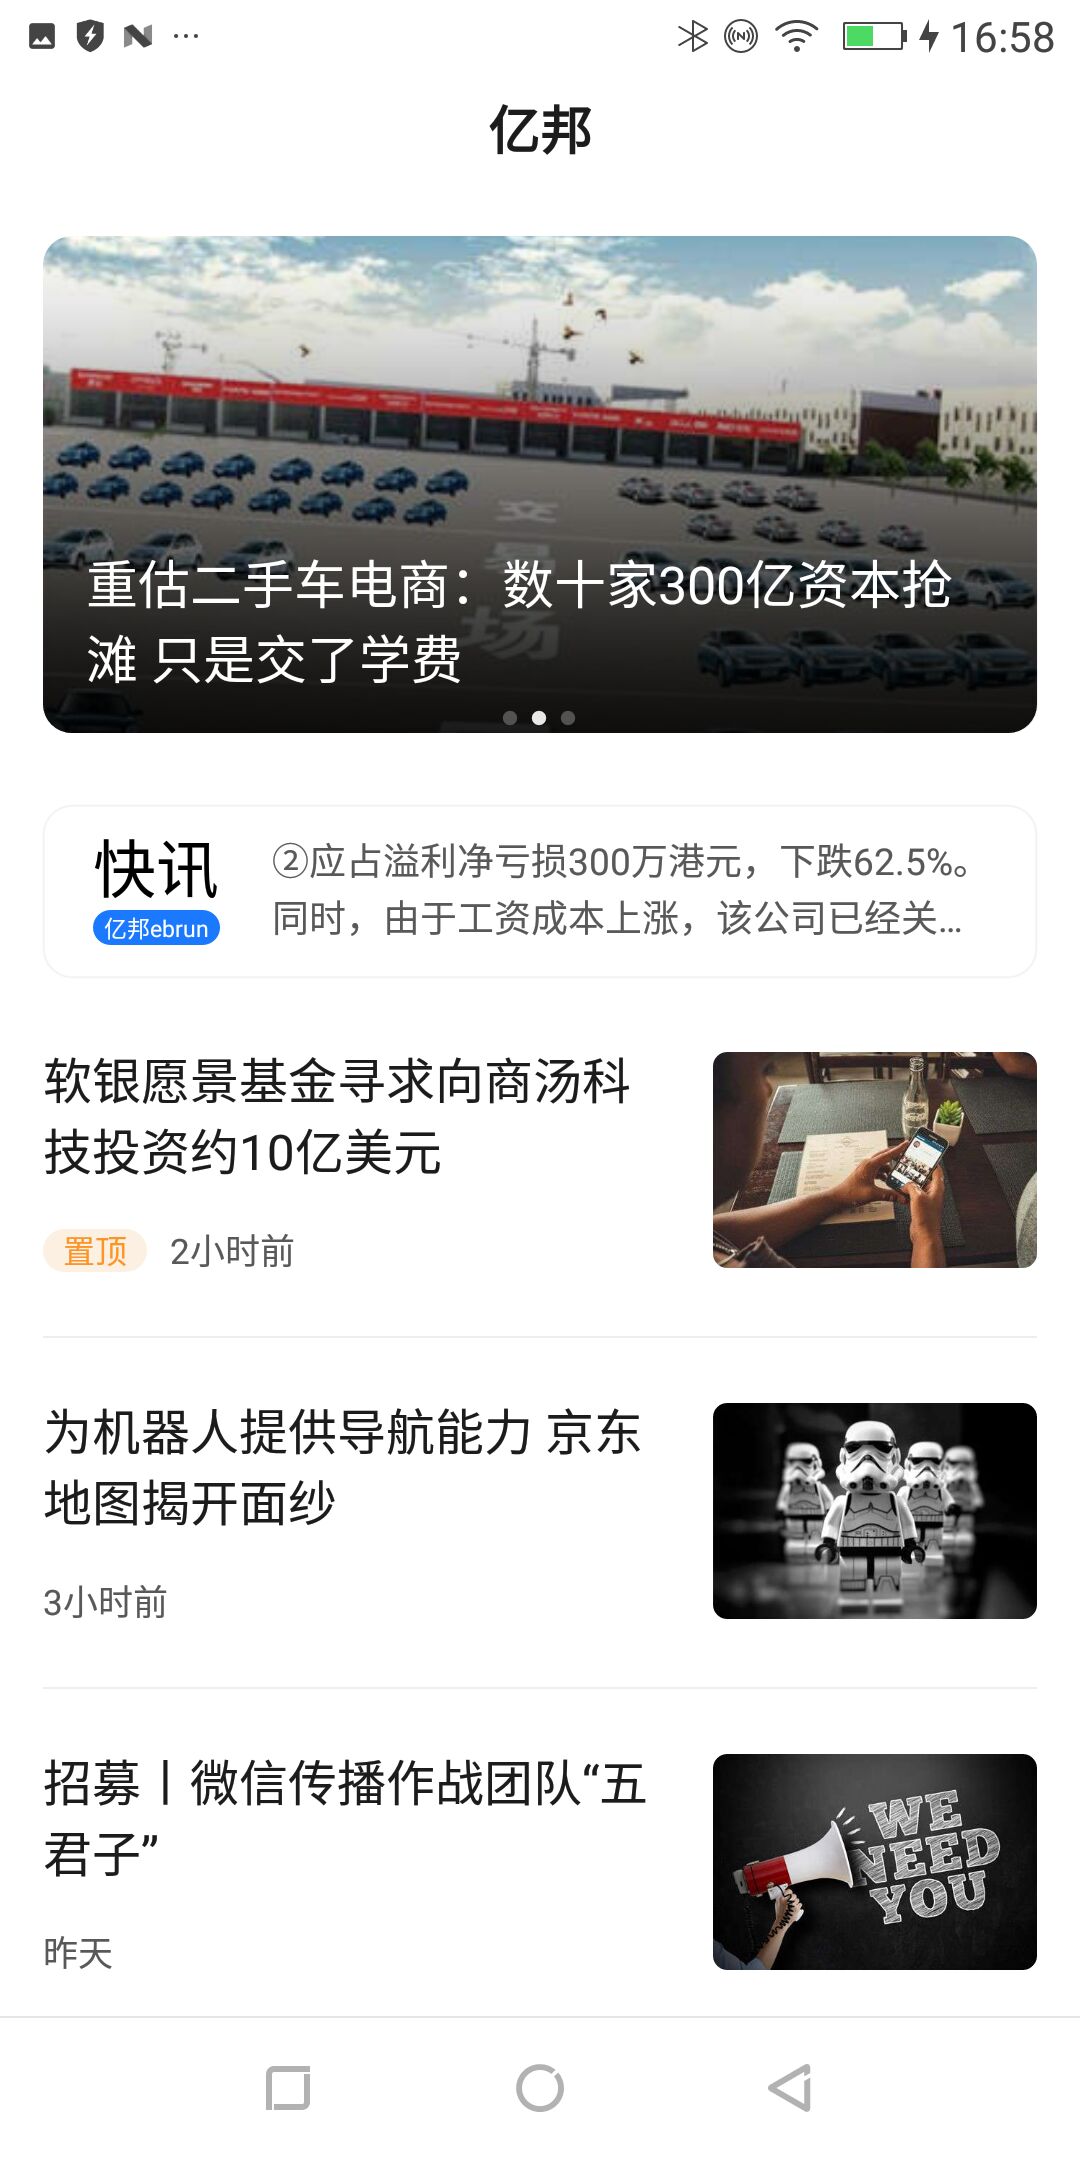 16:58
亿邦
重估二手车电商：数十家300亿资本抢
滩 只是交了学费
快讯
亿邦ebrun
②应占溢利净亏损300万港元，下跌62.5%。
同时，由于工资成本上涨，该公司已经关...
软银愿景基金寻求向商汤科
技投资约10亿美元
置顶 2小时前
为机器人提供导航能力 京东
地图揭开面纱
3小时前
招募丨微信传播作战团队“五
君子”
WE
NEED
YOU
昨天